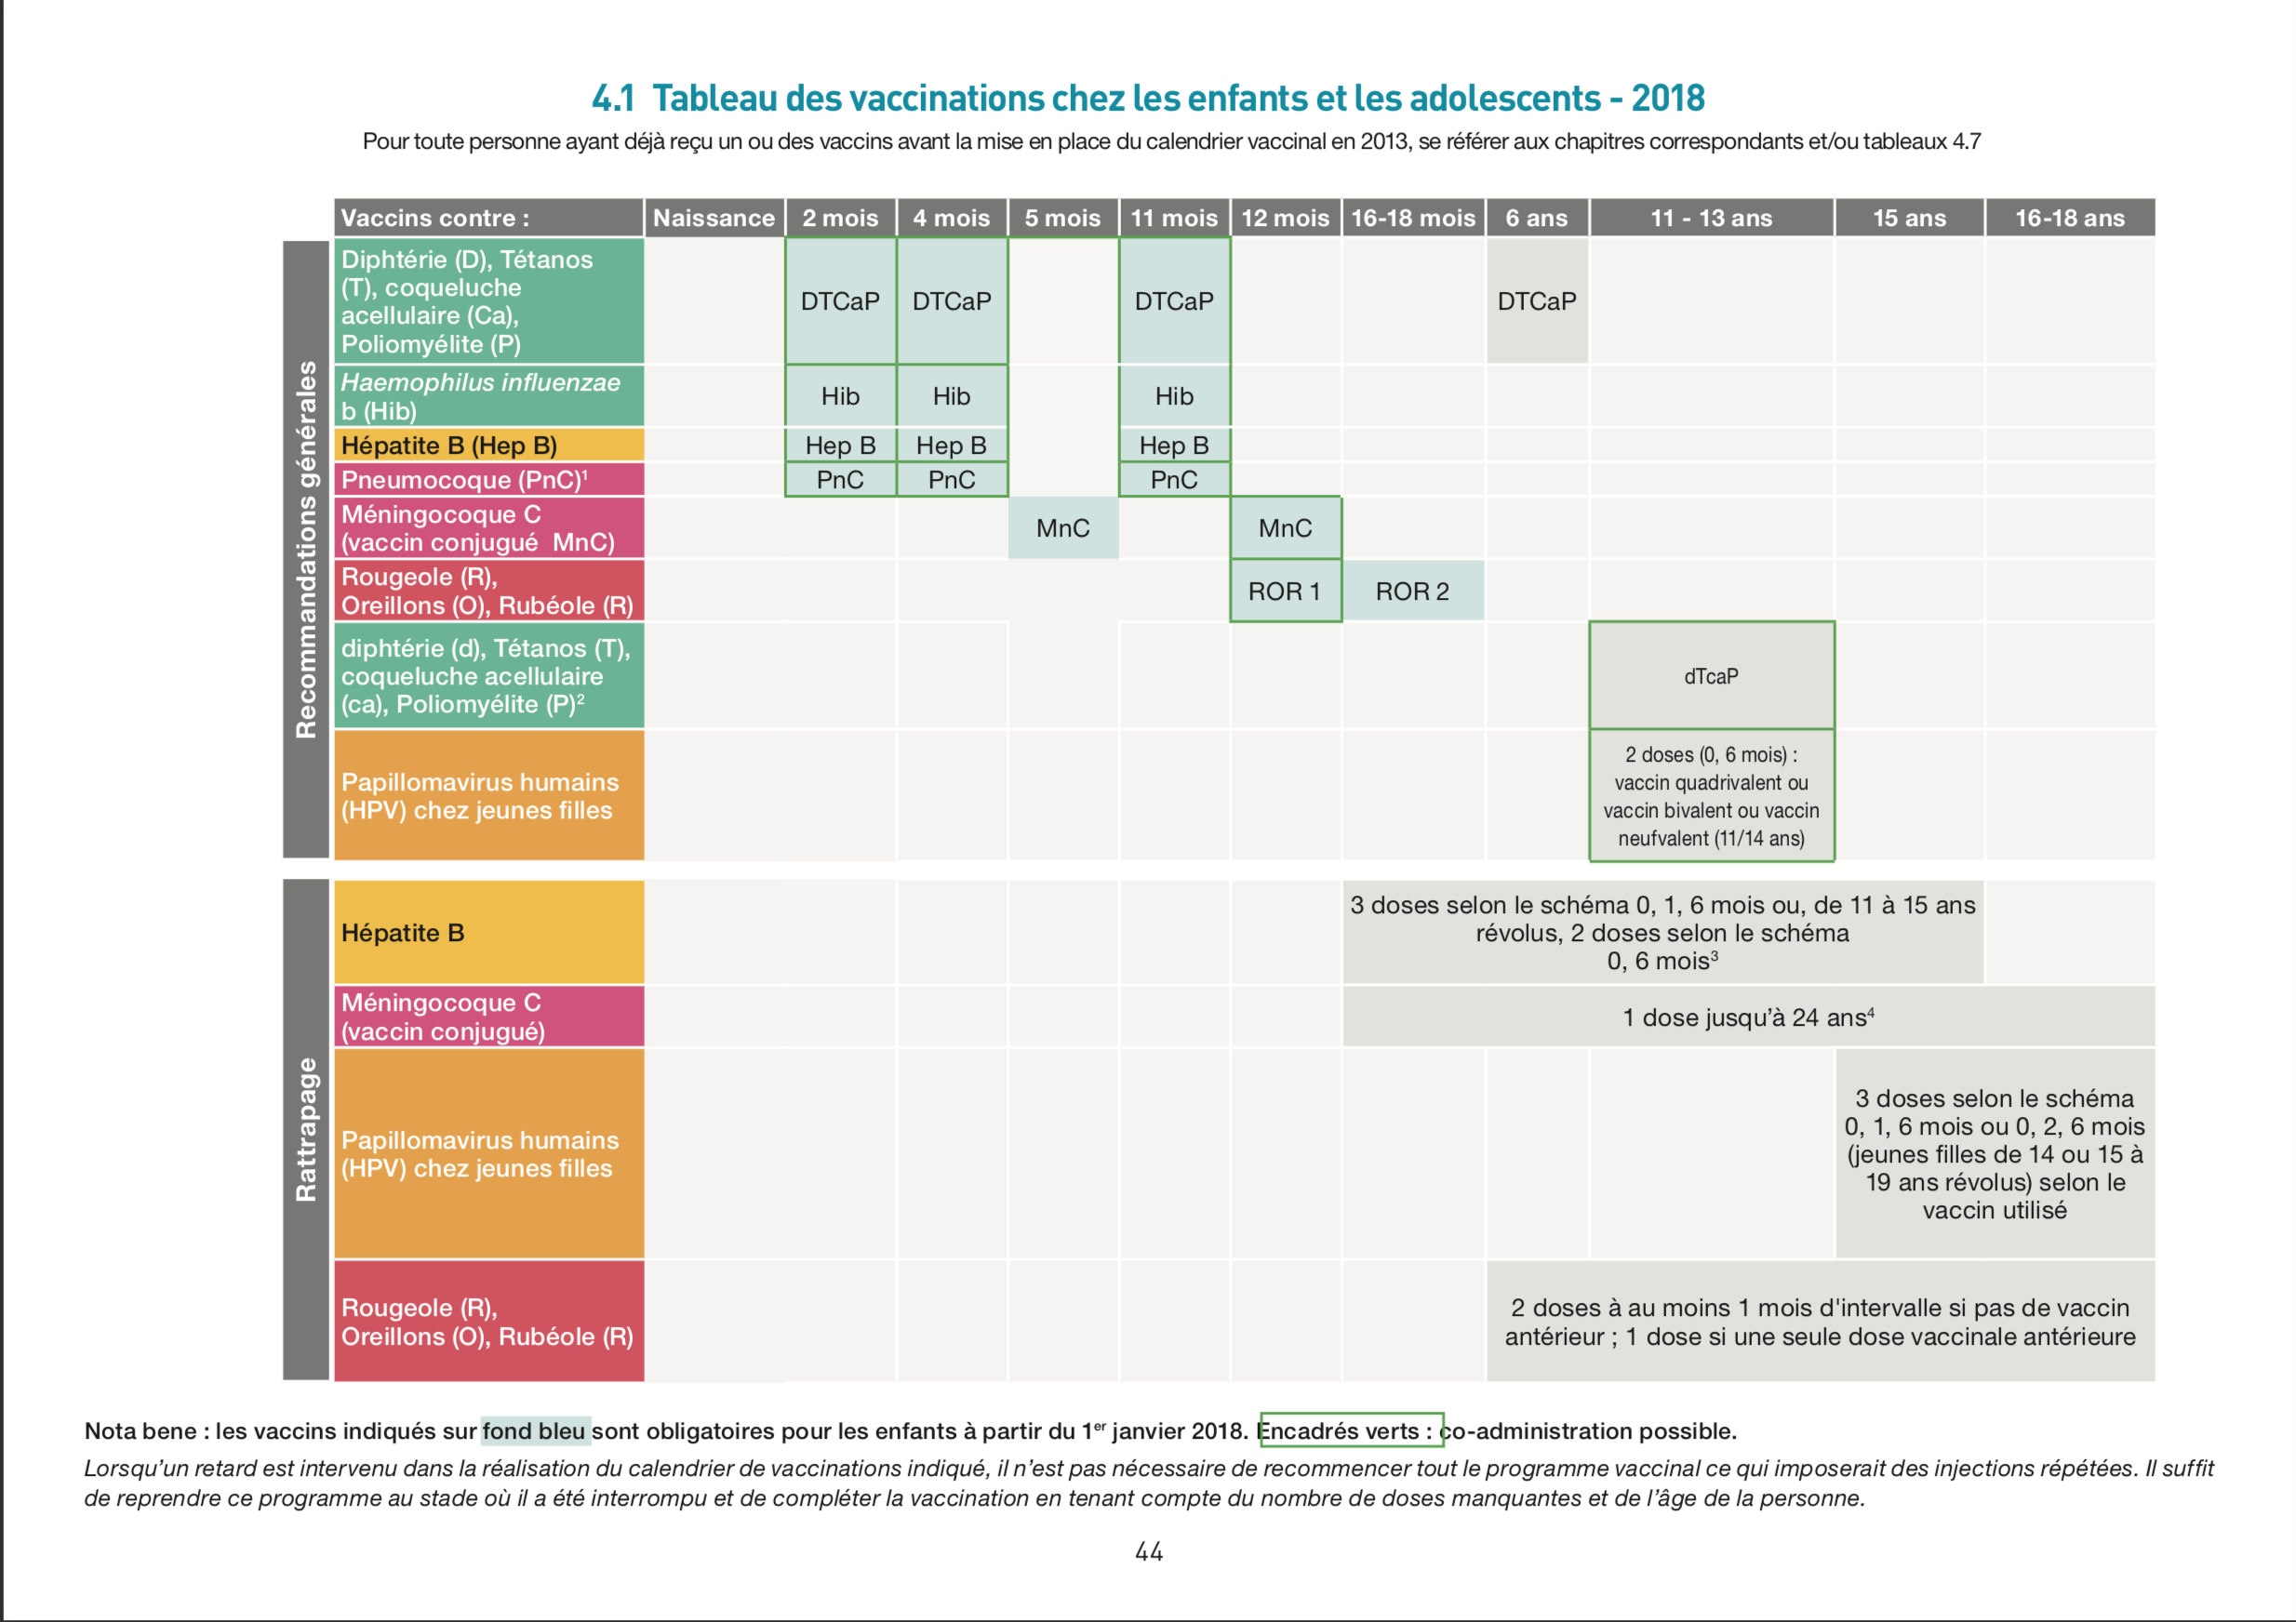 4.1 Tableau des vaccinations chez les enfants et les adolescents - 2018
Pour toute personne ayant déjà reçu un ou des vaccins avant la mise en place du calendrier vaccinal en 2013, se référer aux chapitres correspondants et/ou tableaux 4.7
Vaccins contre : Naissance 2 mois 4 mois 5 mois 11 mois 12 mois 16-18 mois 6 ans 11 - 13 ans 15 ans 16-18 ans
Recommandations générales
Diphtérie (D), Tétanos
(T), coqueluche
acellulaire (Ca),
Poliomyélite (P)
DTCaP DTCaP DTCaP DTCaP
Haemophilus influenzae
b (Hib)
Hib Hib Hib
Hépatite B (Hep B) Hep B Hep B Hep B
Pneumocoque (PnC)¹ PnC PnC PnC
Méningocoque C
(vaccin conjugué MnC)
MnC MnC
Rougeole (R),
Oreillons (O), Rubéole (R)
ROR 1 ROR 2
diphtérie (d), Tétanos (T),
coqueluche acellulaire
(ca), Poliomyélite (P)²
dTcaP
Papillomavirus humains
(HPV) chez jeunes filles
2 doses (0, 6 mois) :
vaccin quadrivalent ou
vaccin bivalent ou vaccin
neufvalent (11/14 ans)
Rattrapage
Hépatite B
3 doses selon le schéma 0, 1, 6 mois ou, de 11 à 15 ans
révolus, 2 doses selon le schéma
0, 6 mois³
Méningocoque C
(vaccin conjugué)
1 dose jusqu'à 24 ans⁴
Papillomavirus humains
(HPV) chez jeunes filles
3 doses selon le schéma
0, 1, 6 mois ou 0, 2, 6 mois
(jeunes filles de 14 ou 15 à
19 ans révolus) selon le
vaccin utilisé
Rougeole (R),
Oreillons (O), Rubéole (R)
2 doses à au moins 1 mois d'intervalle si pas de vaccin
antérieur ; 1 dose si une seule dose vaccinale antérieure
Nota bene : les vaccins indiqués sur fond bleu sont obligatoires pour les enfants à partir du 1er janvier 2018. Encadrés verts : co-administration possible.
Lorsqu'un retard est intervenu dans la réalisation du calendrier de vaccinations indiqué, il n'est pas nécessaire de recommencer tout le programme vaccinal ce qui imposerait des injections répétées. Il suffit
de reprendre ce programme au stade où il a été interrompu et de compléter la vaccination en tenant compte du nombre de doses manquantes et de l'âge de la personne.
44